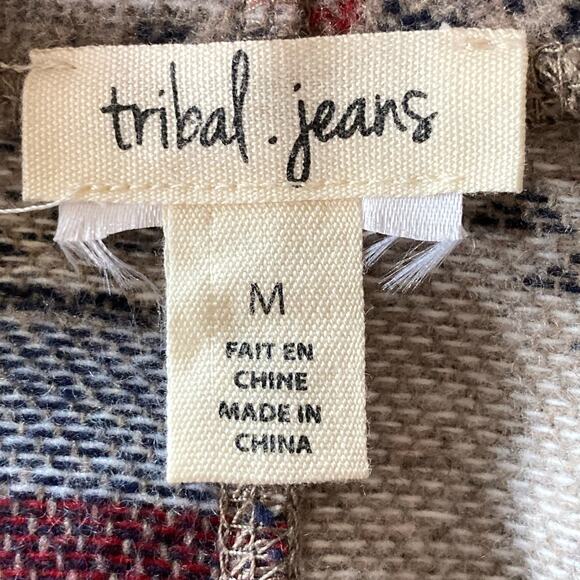 tribal. jeans
M
FAIT EN
CHINE
MADE IN
CHINA